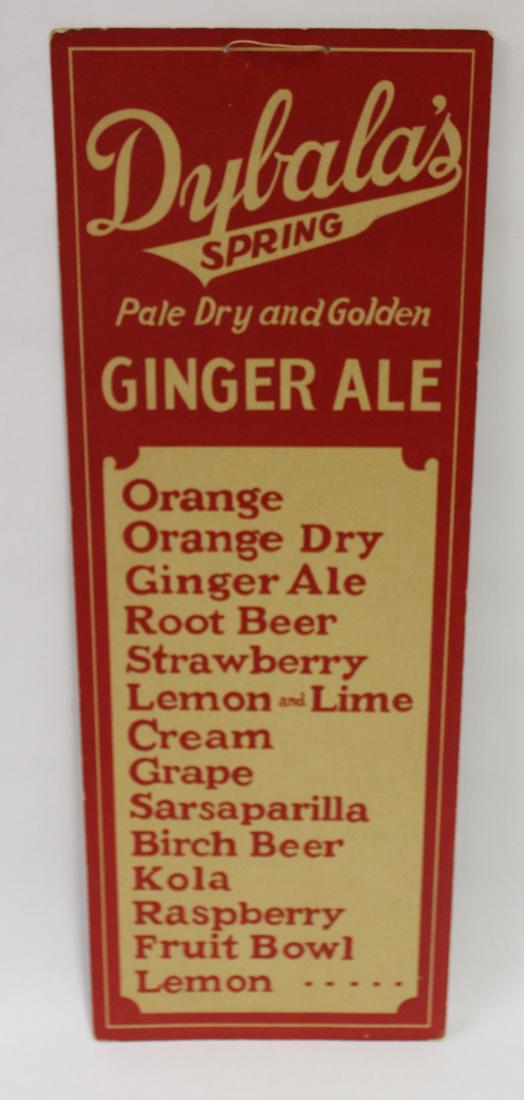 Dybala's
SPRING
Pale Dry and Golden
GINGER ALE
Orange
Orange Dry
Ginger Ale
Root Beer
Strawberry
Lemon and Lime
Cream
Grape
Sarsaparilla
Birch Beer
Kola
Raspberry
Fruit Bowl
Lemon - - - - -